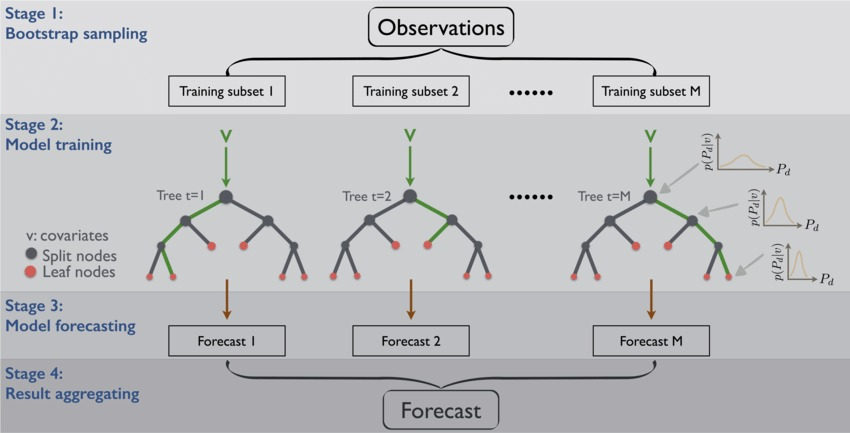 Stage 1:
Bootstrap sampling
Observations
Training subset 1
Training subset 2
Training subset M
Stage 2:
Model training
v
v
v
Tree t=1
Tree t=2
Tree t=M
p(P_d|v)
P_d
p(P_d|v)
P_d
p(P_d|v)
P_d
v: covariates
Split nodes
Leaf nodes
Stage 3:
Model forecasting
Forecast 1
Forecast 2
Forecast M
Stage 4:
Result aggregating
Forecast